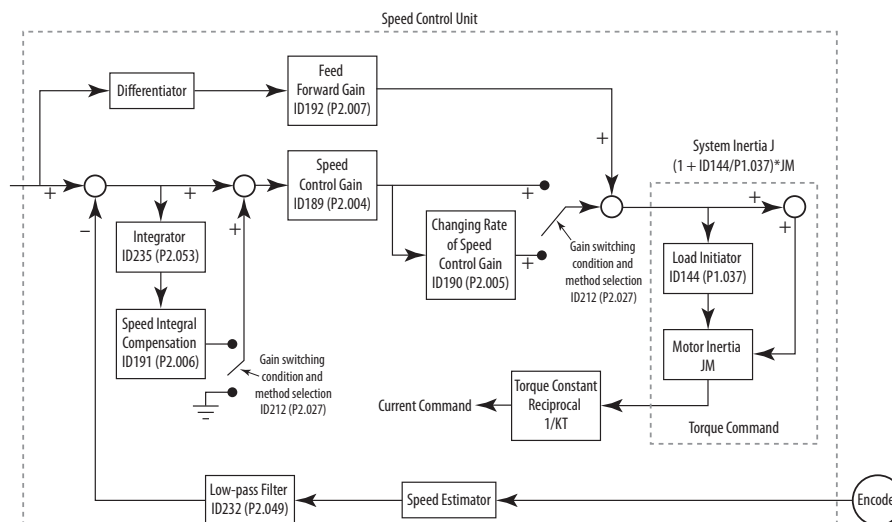 Speed Control Unit
Differentiator
Feed
Forward Gain
ID192 (P2.007)
+
System Inertia J
(1 + ID144/P1.037)*JM
+
−
+
+
Speed
Control Gain
ID189 (P2.004)
+
+
+
Integrator
ID235 (P2.053)
Changing Rate
of Speed
Control Gain
ID190 (P2.005)
+
Gain switching
condition and
method selection
ID212 (P2.027)
Load Initiator
ID144 (P1.037)
Speed Integral
Compensation
ID191 (P2.006)
Gain switching
condition and
method selection
ID212 (P2.027)
Motor Inertia
JM
Current Command
Torque Constant
Reciprocal
1/KT
Torque Command
Low-pass Filter
ID232 (P2.049)
Speed Estimator
Encode